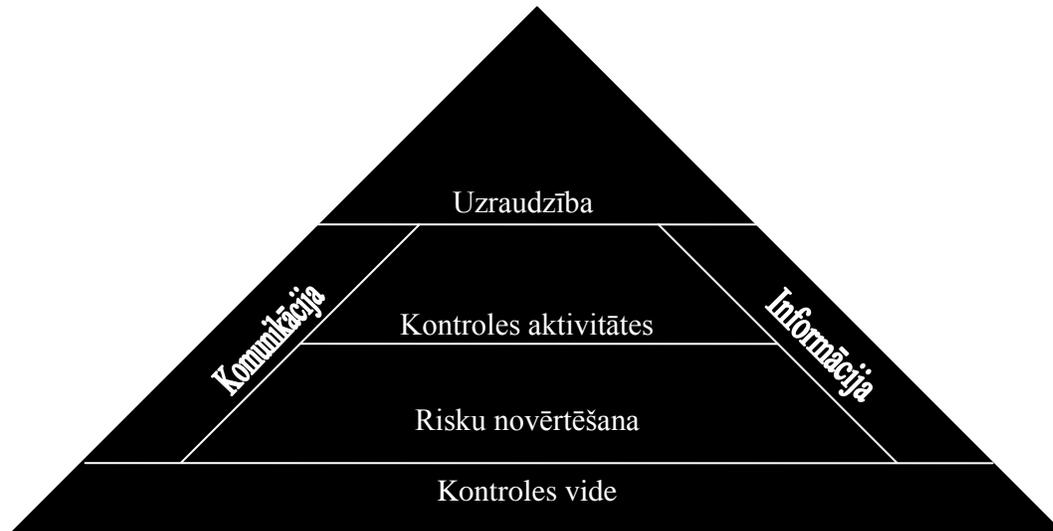 Uzraudzība
Komunikācija
Informācija
Kontroles aktivitātes
Risku novērtēšana
Kontroles vide